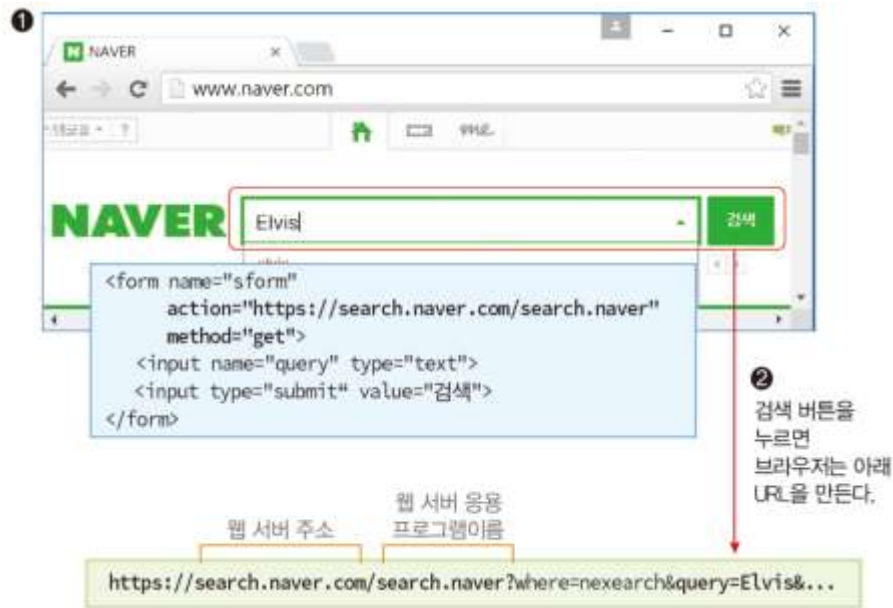 ❶
NAVER
www.naver.com
NAVER
Elvis
검색
<form name="sform"
action="https://search.naver.com/search.naver"
method="get">
<input name="query" type="text">
<input type="submit“ value="검색">
</form>
❷
검색 버튼을
누르면
브라우저는 아래
URL을 만든다.
웹 서버 주소
웹 서버 응용
프로그램이름
https://search.naver.com/search.naver?where=nexearch&query=Elvis&...